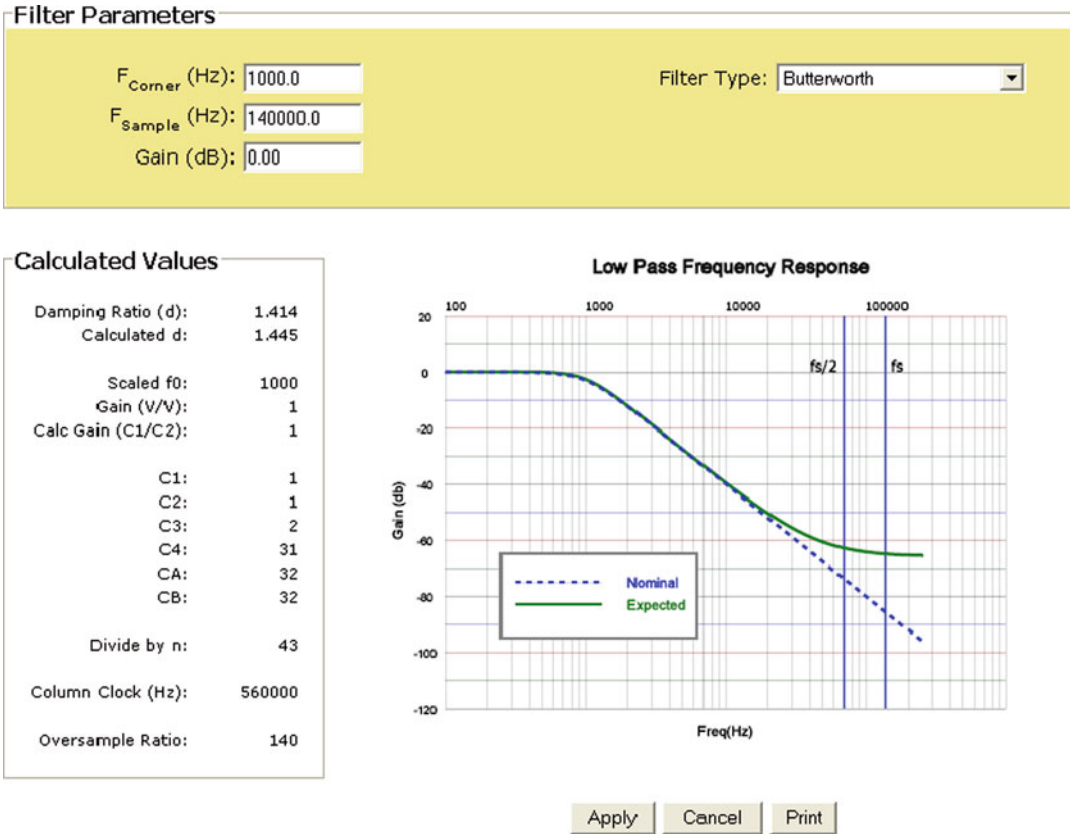 Filter Parameters
F_Corner (Hz): 1000.0
Filter Type: Butterworth
F_Sample (Hz): 140000.0
Gain (dB): 0.00
Calculated Values
Damping Ratio (d): 1.414
Calculated d: 1.445
Scaled f0: 1000
Gain (V/V): 1
Calc Gain (C1/C2): 1
C1: 1
C2: 1
C3: 2
C4: 31
CA: 32
CB: 32
Divide by n: 43
Column Clock (Hz): 560000
Oversample Ratio: 140
Low Pass Frequency Response
100 1000 10000 100000
20
0
-20
-40
-60
-80
-100
-120
Gain (db)
fs/2 fs
Nominal
Expected
Freq(Hz)
Apply Cancel Print